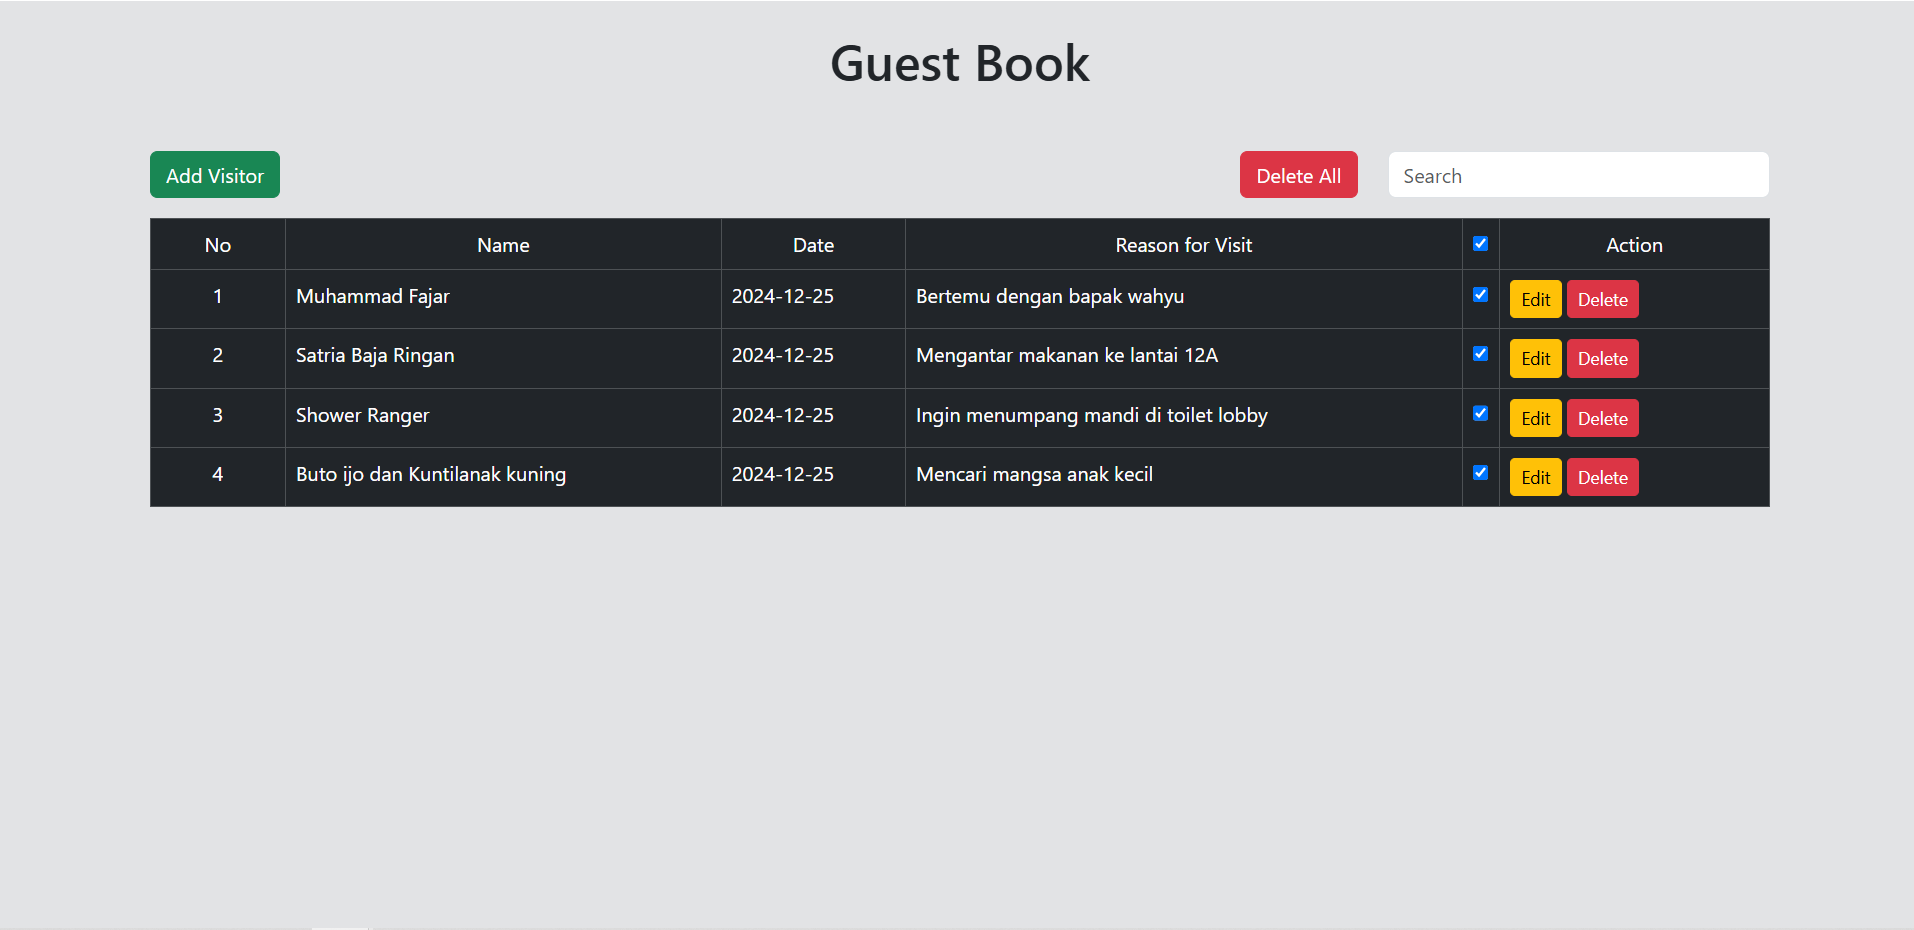 Guest Book
Add Visitor
Delete All
Search
No Name Date Reason for Visit Action
1 Muhammad Fajar 2024-12-25 Bertemu dengan bapak wahyu Edit Delete
2 Satria Baja Ringan 2024-12-25 Mengantar makanan ke lantai 12A Edit Delete
3 Shower Ranger 2024-12-25 Ingin menumpang mandi di toilet lobby Edit Delete
4 Buto ijo dan Kuntilanak kuning 2024-12-25 Mencari mangsa anak kecil Edit Delete